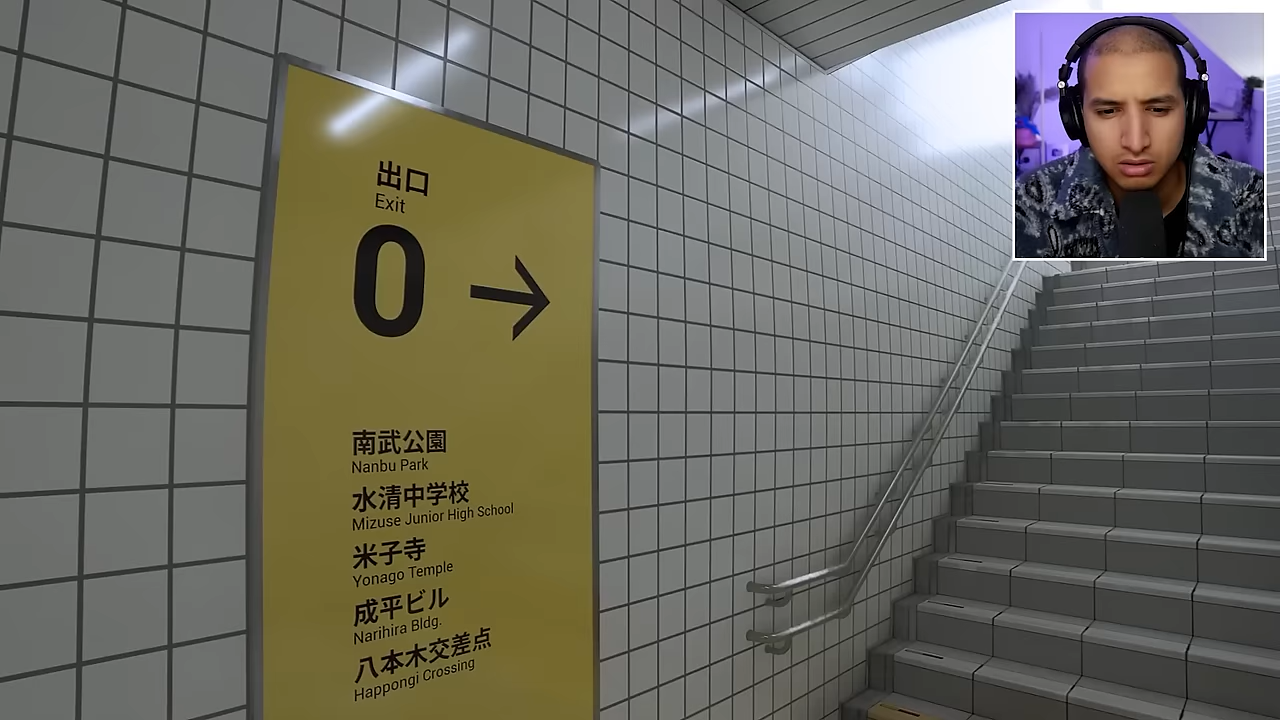 出口
Exit
0 →
南武公園
Nanbu Park
水清中学校
Mizuse Junior High School
米子寺
Yonago Temple
成平ビル
Narihira Bldg.
八本木交差点
Happongi Crossing